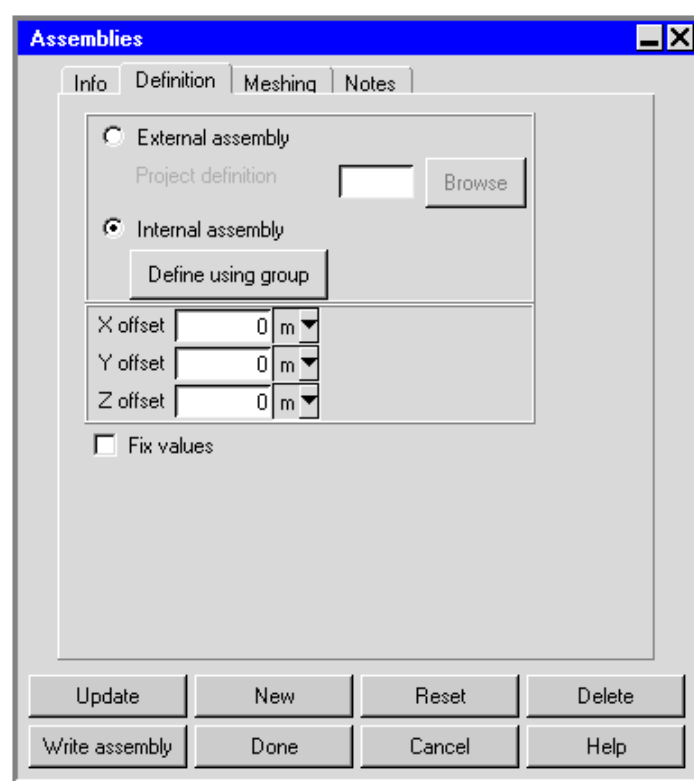 Assemblies
Info Definition Meshing Notes
External assembly
Project definition Browse
Internal assembly
Define using group
X offset 0 m
Y offset 0 m
Z offset 0 m
Fix values
Update New Reset Delete
Write assembly Done Cancel Help